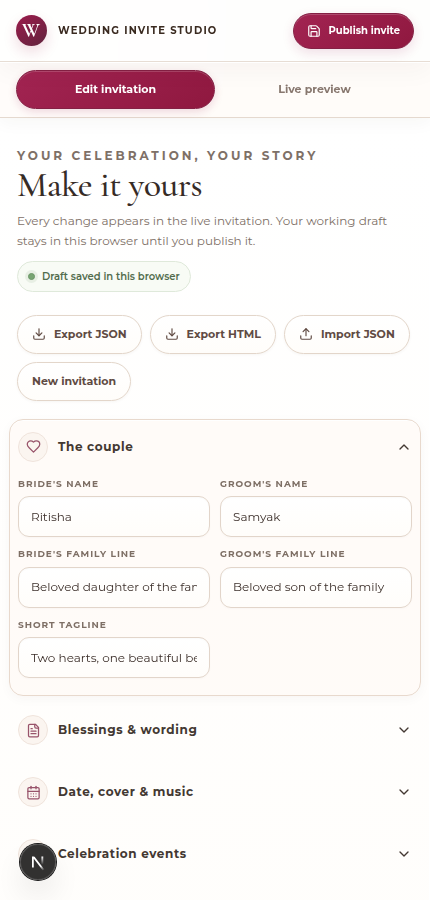 W WEDDING INVITE STUDIO Publish invite
Edit invitation Live preview
YOUR CELEBRATION, YOUR STORY
Make it yours
Every change appears in the live invitation. Your working draft
stays in this browser until you publish it.
Draft saved in this browser
Export JSON Export HTML Import JSON
New invitation
The couple
BRIDE'S NAME GROOM'S NAME
Ritisha Samyak
BRIDE'S FAMILY LINE GROOM'S FAMILY LINE
Beloved daughter of the far Beloved son of the family
SHORT TAGLINE
Two hearts, one beautiful be
Blessings & wording
Date, cover & music
N Celebration events